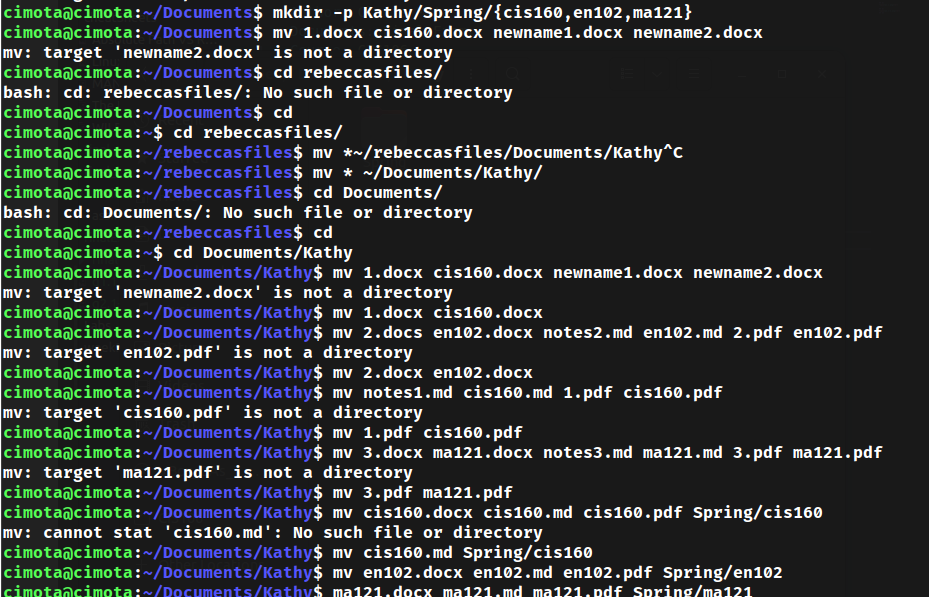 cimota@cimota:~/Documents$ mkdir -p Kathy/Spring/{cis160,en102,ma121}
cimota@cimota:~/Documents$ mv 1.docx cis160.docx newname1.docx newname2.docx
mv: target 'newname2.docx' is not a directory
cimota@cimota:~/Documents$ cd rebeccasfiles/
bash: cd: rebeccasfiles/: No such file or directory
cimota@cimota:~/Documents$ cd
cimota@cimota:~$ cd rebeccasfiles/
cimota@cimota:~/rebeccasfiles$ mv *~/rebeccasfiles/Documents/Kathy^C
cimota@cimota:~/rebeccasfiles$ mv * ~/Documents/Kathy/
cimota@cimota:~/rebeccasfiles$ cd Documents/
bash: cd: Documents/: No such file or directory
cimota@cimota:~/rebeccasfiles$ cd
cimota@cimota:~$ cd Documents/Kathy
cimota@cimota:~/Documents/Kathy$ mv 1.docx cis160.docx newname1.docx newname2.docx
mv: target 'newname2.docx' is not a directory
cimota@cimota:~/Documents/Kathy$ mv 1.docx cis160.docx
cimota@cimota:~/Documents/Kathy$ mv 2.docs en102.docx notes2.md en102.md 2.pdf en102.pdf
mv: target 'en102.pdf' is not a directory
cimota@cimota:~/Documents/Kathy$ mv 2.docx en102.docx
cimota@cimota:~/Documents/Kathy$ mv notes1.md cis160.md 1.pdf cis160.pdf
mv: target 'cis160.pdf' is not a directory
cimota@cimota:~/Documents/Kathy$ mv 1.pdf cis160.pdf
cimota@cimota:~/Documents/Kathy$ mv 3.docx ma121.docx notes3.md ma121.md 3.pdf ma121.pdf
mv: target 'ma121.pdf' is not a directory
cimota@cimota:~/Documents/Kathy$ mv 3.pdf ma121.pdf
cimota@cimota:~/Documents/Kathy$ mv cis160.docx cis160.md cis160.pdf Spring/cis160
mv: cannot stat 'cis160.md': No such file or directory
cimota@cimota:~/Documents/Kathy$ mv cis160.md Spring/cis160
cimota@cimota:~/Documents/Kathy$ mv en102.docx en102.md en102.pdf Spring/en102
cimota@cimota:~/Documents/Kathy$ ma121.docx ma121.md ma121.pdf Spring/ma121